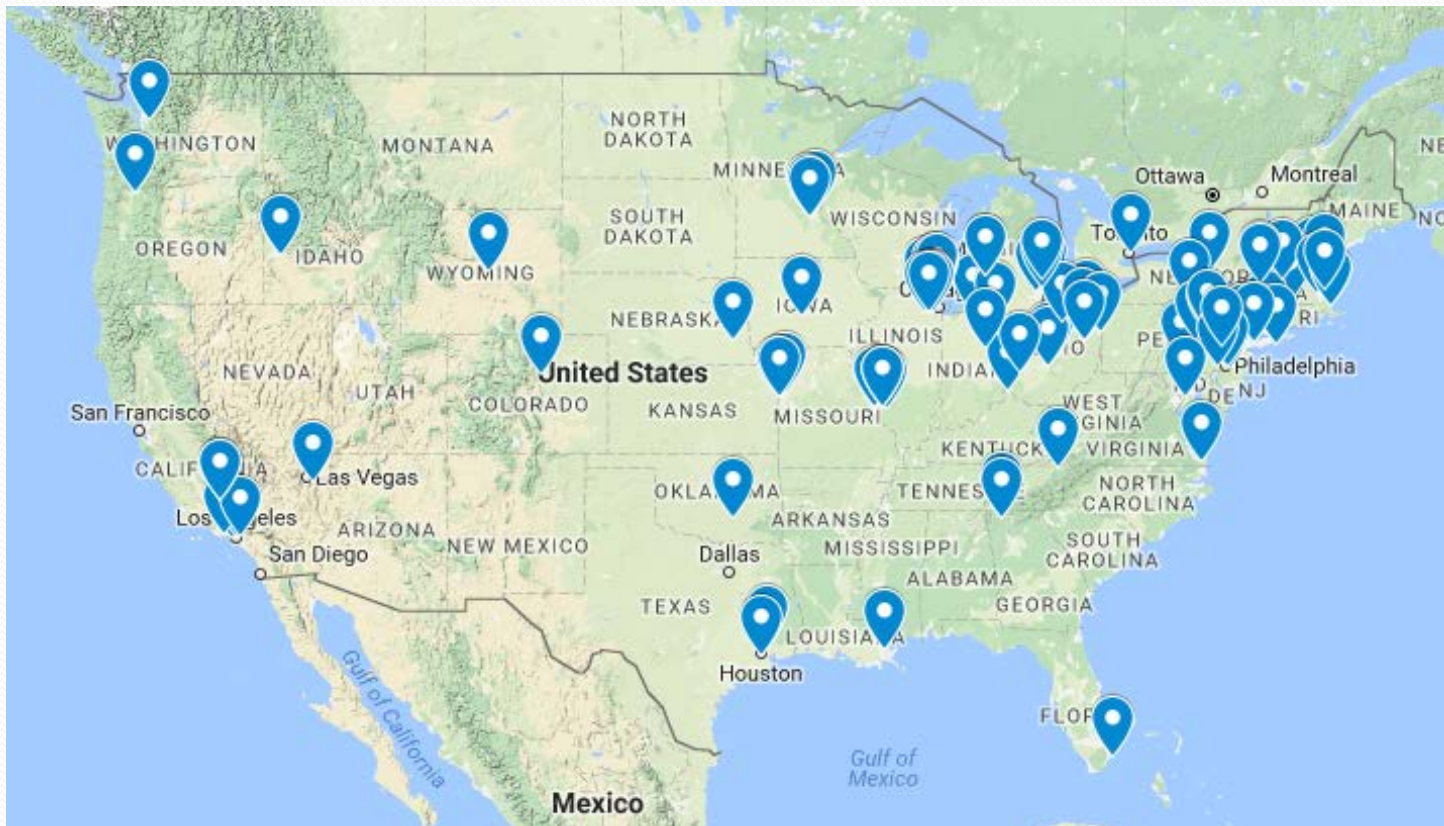 Ottawa
Montreal
MAINE
WASHINGTON
MONTANA
NORTH
DAKOTA
MINNESOTA
WISCONSIN
OREGON
IDAHO
WYOMING
SOUTH
DAKOTA
NEBRASKA
IOWA
ILLINOIS
NEVADA
UTAH
COLORADO
United States
KANSAS
MISSOURI
Philadelphia
NJ
DE
WEST
VIRGINIA
San Francisco
CALIFORNIA
Las Vegas
KENTUCKY
VIRGINIA
Los Angeles
ARIZONA
NEW MEXICO
OKLAHOMA
ARKANSAS
TENNESSEE
NORTH
CAROLINA
San Diego
Dallas
MISSISSIPPI
ALABAMA
SOUTH
CAROLINA
GEORGIA
TEXAS
LOUISIANA
Houston
Gulf of California
Gulf of
Mexico
Mexico